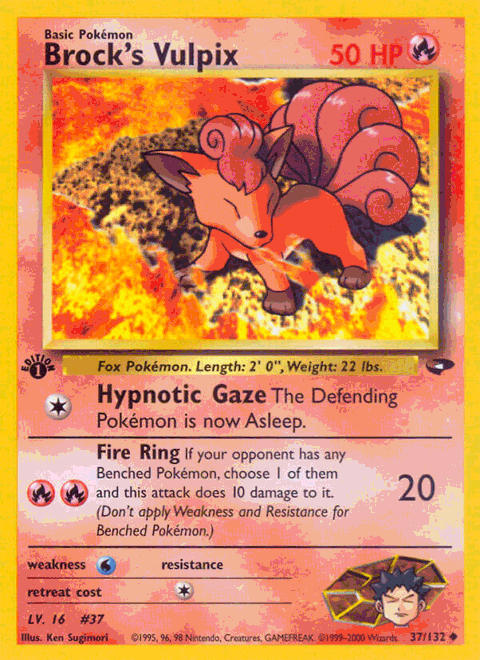 Basic Pokémon
Brock's Vulpix 50 HP
EDITION
1
Fox Pokémon. Length: 2' 0", Weight: 22 lbs.
Hypnotic Gaze The Defending
Pokémon is now Asleep.
Fire Ring If your opponent has any
Benched Pokémon, choose 1 of them
and this attack does 10 damage to it.
(Don't apply Weakness and Resistance for
Benched Pokémon.)
20
weakness resistance
retreat cost
LV. 16 #37
Illus. Ken Sugimori ©1995, 96, 98 Nintendo, Creatures, GAMEFREAK. ©1999-2000 Wizards. 37/132